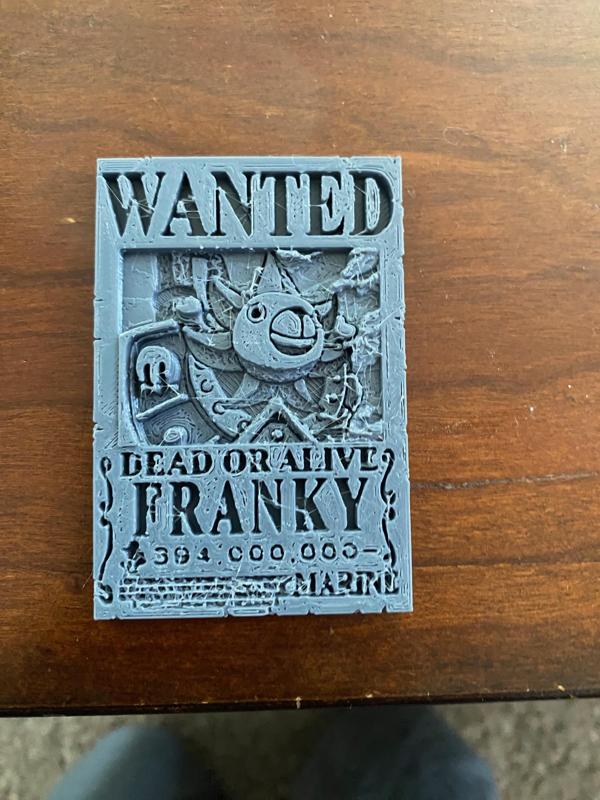 WANTED
DEAD OR ALIVE
FRANKY
394,000,000-
MARINE